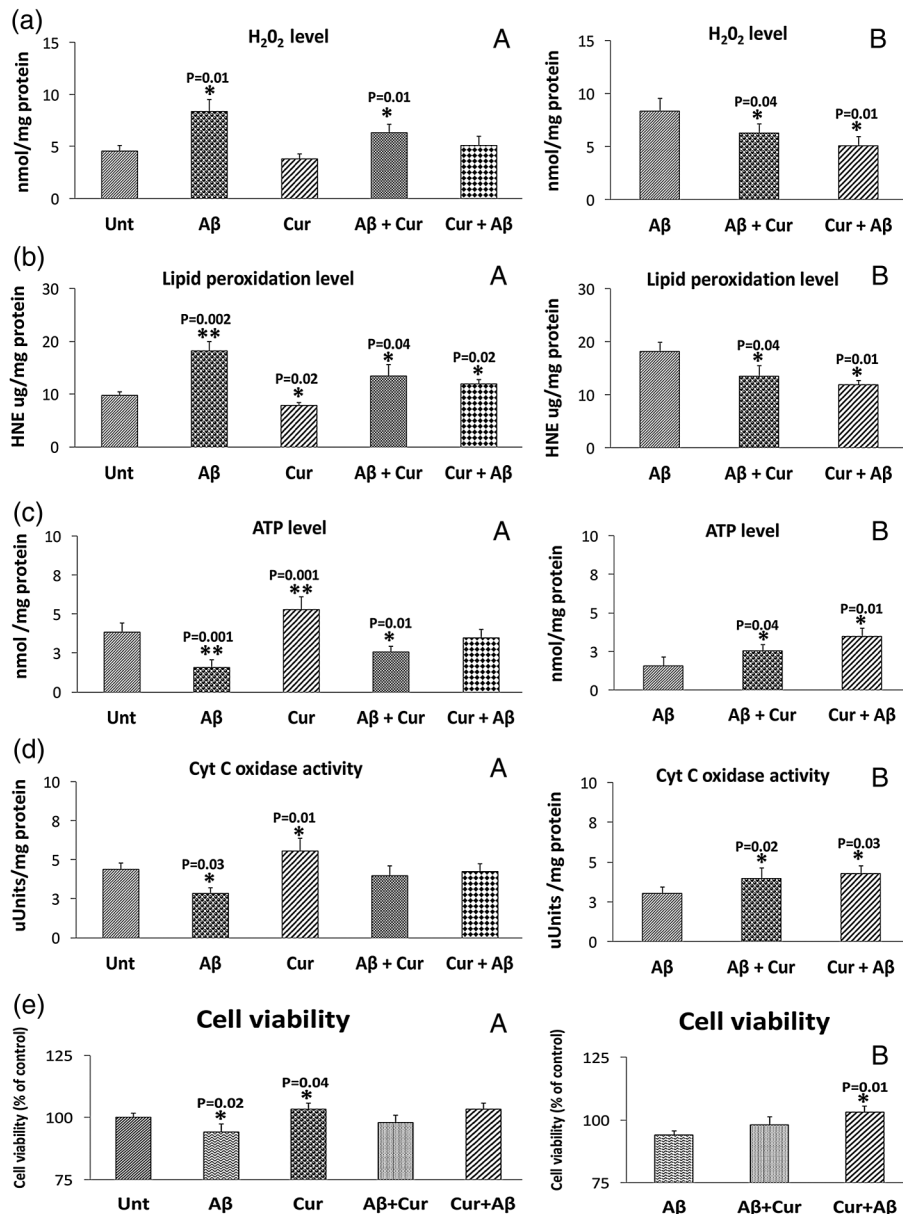 (a)
H₂0₂ level
A
nmol/mg protein
15
10
5
0
P=0.01
*
P=0.01
*
Unt Aβ Cur Aβ + Cur Cur + Aβ
H₂0₂ level
B
nmol/mg protein
15
10
5
0
P=0.04
*
P=0.01
*
Aβ Aβ + Cur Cur + Aβ
(b)
Lipid peroxidation level
A
HNE ug/mg protein
30
20
10
0
P=0.002
**
P=0.02
*
P=0.04
*
P=0.02
*
Unt Aβ Cur Aβ + Cur Cur + Aβ
Lipid peroxidation level
B
HNE ug/mg protein
30
20
10
0
P=0.04
*
P=0.01
*
Aβ Aβ + Cur Cur + Aβ
(c)
ATP level
A
nmol /mg protein
10
8
5
3
0
P=0.001
**
P=0.001
**
P=0.01
*
Unt Aβ Cur Aβ + Cur Cur + Aβ
ATP level
B
nmol/mg protein
10
8
5
3
0
P=0.04
*
P=0.01
*
Aβ Aβ + Cur Cur + Aβ
(d)
Cyt C oxidase activity
A
uUnits/mg protein
10
8
5
3
0
P=0.03
*
P=0.01
*
Unt Aβ Cur Aβ + Cur Cur + Aβ
Cyt C oxidase activity
B
uUnits /mg protein
10
8
5
3
0
P=0.02
*
P=0.03
*
Aβ Aβ + Cur Cur + Aβ
(e)
Cell viability
A
Cell viability (% of control)
125
100
75
P=0.02
*
P=0.04
*
Unt Aβ Cur Aβ+Cur Cur+Aβ
Cell viability
B
Cell viability (% of control)
125
100
75
P=0.01
*
Aβ Aβ+Cur Cur+Aβ